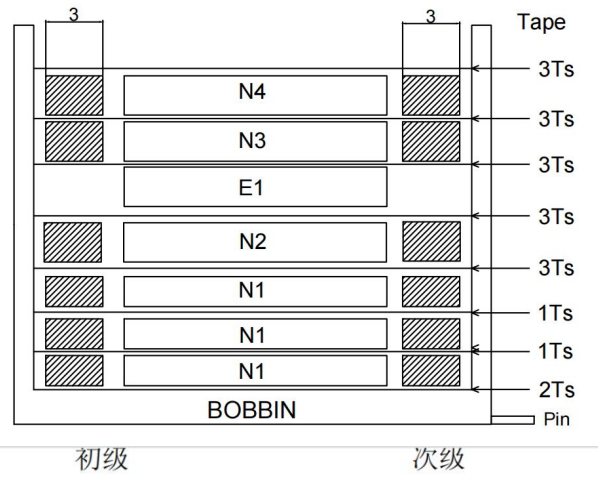 3
3
Tape
3Ts
N4
3Ts
N3
3Ts
E1
3Ts
N2
3Ts
N1
1Ts
N1
1Ts
N1
2Ts
BOBBIN
Pin
初级
次级